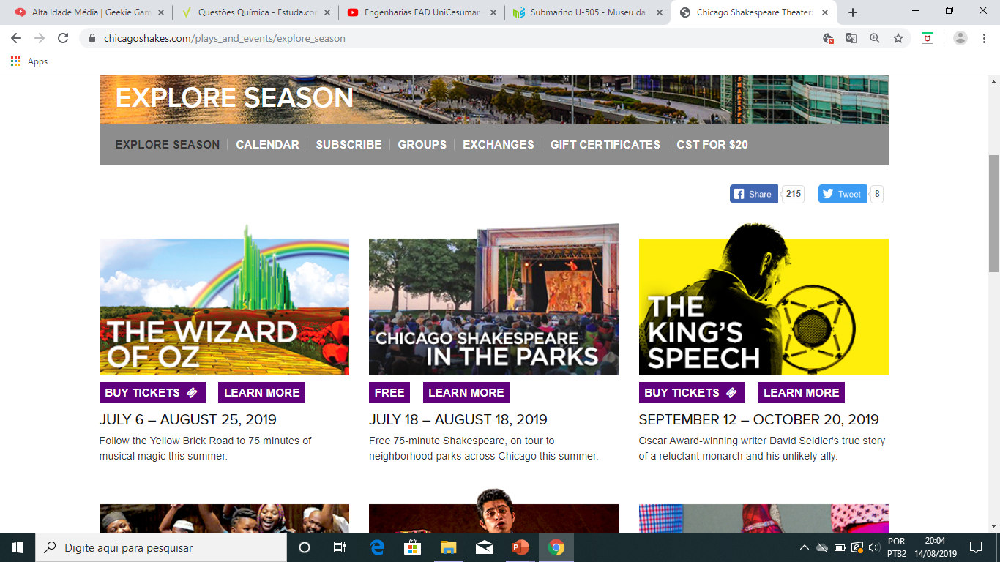 Alta Idade Média | Geekie Gam
Questões Química - Estuda.com
Engenharias EAD UniCesumar
Submarino U-505 - Museu da C
Chicago Shakespeare Theater:
chicagoshakes.com/plays_and_events/explore_season
Apps
EXPLORE SEASON
EXPLORE SEASON
CALENDAR
SUBSCRIBE
GROUPS
EXCHANGES
GIFT CERTIFICATES
CST FOR $20
Share
215
Tweet
8
THE WIZARD
OF OZ
BUY TICKETS
LEARN MORE
JULY 6 – AUGUST 25, 2019
Follow the Yellow Brick Road to 75 minutes of
musical magic this summer.
CHICAGO SHAKESPEARE
IN THE PARKS
FREE
LEARN MORE
JULY 18 – AUGUST 18, 2019
Free 75-minute Shakespeare, on tour to
neighborhood parks across Chicago this summer.
THE
KING'S
SPEECH
BUY TICKETS
LEARN MORE
SEPTEMBER 12 – OCTOBER 20, 2019
Oscar Award-winning writer David Seidler's true story
of a reluctant monarch and his unlikely ally.
Digite aqui para pesquisar
POR
PTB2
20:04
14/08/2019